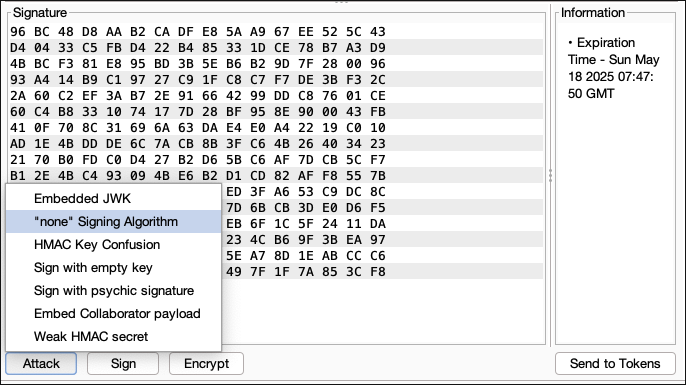 Signature
Information
96 BC 48 D8 AA B2 CA DF E8 5A A9 67 EE 52 5C 43
D4 04 33 C5 FB D4 22 B4 85 33 1D CE 78 B7 A3 D9
4B BC F3 81 E8 95 BD 3B 5E B6 B2 9D 7F 28 00 96
93 A4 14 B9 C1 97 27 C9 1F C8 C7 F7 DE 3B F3 2C
2A 60 C2 EF 3A B7 2E 91 66 42 99 DD C8 76 01 CE
60 C4 B8 33 10 74 17 7D 28 BF 95 8E 90 00 43 FB
41 0F 70 8C 31 69 6A 63 DA E4 E0 A4 22 19 C0 10
AD 1E 4B DD DE 6C 7A CB 8B 3F C6 4B 26 40 34 23
21 70 B0 FD C0 D4 27 B2 D6 5B C6 AF 7D CB 5C F7
B1 2E 4B C4 93 09 4B E6 B2 D1 CD 82 AF F8 55 7B
ED 3F A6 53 C9 DC 8C
7D 6B CB 3D E0 D6 F5
EB 6F 1C 5F 24 11 DA
23 4C B6 9F 3B EA 97
5E A7 8D 1E AB CC C6
49 7F 1F 7A 85 3C F8
• Expiration
Time - Sun May
18 2025 07:47:
50 GMT
Embedded JWK
"none" Signing Algorithm
HMAC Key Confusion
Sign with empty key
Sign with psychic signature
Embed Collaborator payload
Weak HMAC secret
Attack
Sign
Encrypt
Send to Tokens